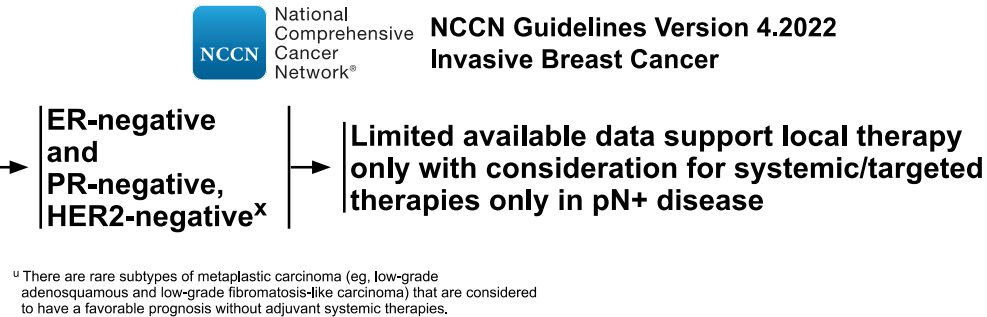 NCCN
National
Comprehensive
Cancer
Network®
NCCN Guidelines Version 4.2022
Invasive Breast Cancer
ER-negative
and
PR-negative,
HER2-negativeˣ
Limited available data support local therapy
only with consideration for systemic/targeted
therapies only in pN+ disease
ᵘ There are rare subtypes of metaplastic carcinoma (eg, low-grade
adenosquamous and low-grade fibromatosis-like carcinoma) that are considered
to have a favorable prognosis without adjuvant systemic therapies.